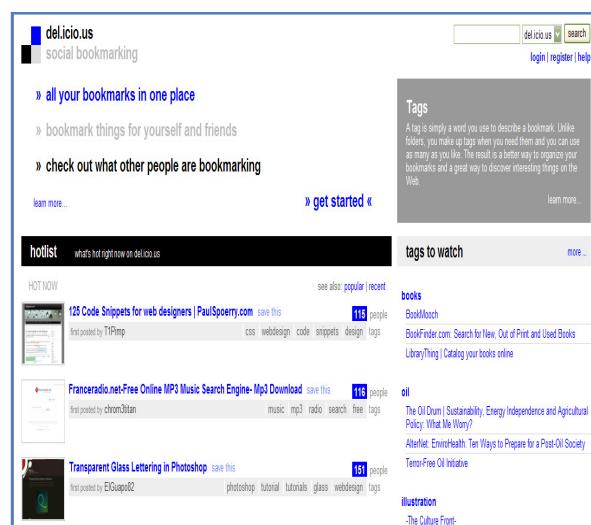 del.icio.us
social bookmarking
del.icio.us search
login | register | help
» all your bookmarks in one place
» bookmark things for yourself and friends
» check out what other people are bookmarking
learn more...
» get started «
Tags
A tag is simply a word you use to describe a bookmark. Unlike
folders, you make up tags when you need them and you can use
as many as you like. The result is a better way to organize your
bookmarks and a great way to discover interesting things on the
Web.
learn more...
hotlist what's hot right now on del.icio.us
HOT NOW see also: popular | recent
125 Code Snippets for web designers | PaulSpoerry.com save this 115 people
first posted by T1Pimp css webdesign code snippets design tags
Franceradio.net-Free Online MP3 Music Search Engine- Mp3 Download save this 116 people
first posted by chrom3titan music mp3 radio search free tags
Transparent Glass Lettering in Photoshop save this 151 people
first posted by ElGuapo82 photoshop tutorial tutorials glass webdesign tags
tags to watch more ...
books
BookMooch
BookFinder.com: Search for New, Out of Print and Used Books
LibraryThing | Catalog your books online
oil
The Oil Drum | Sustainability, Energy Independence and Agricultural
Policy: What Me Worry?
AlterNet: EnviroHealth: Ten Ways to Prepare for a Post-Oil Society
Terror-Free Oil Initiative
illustration
-The Culture Front-